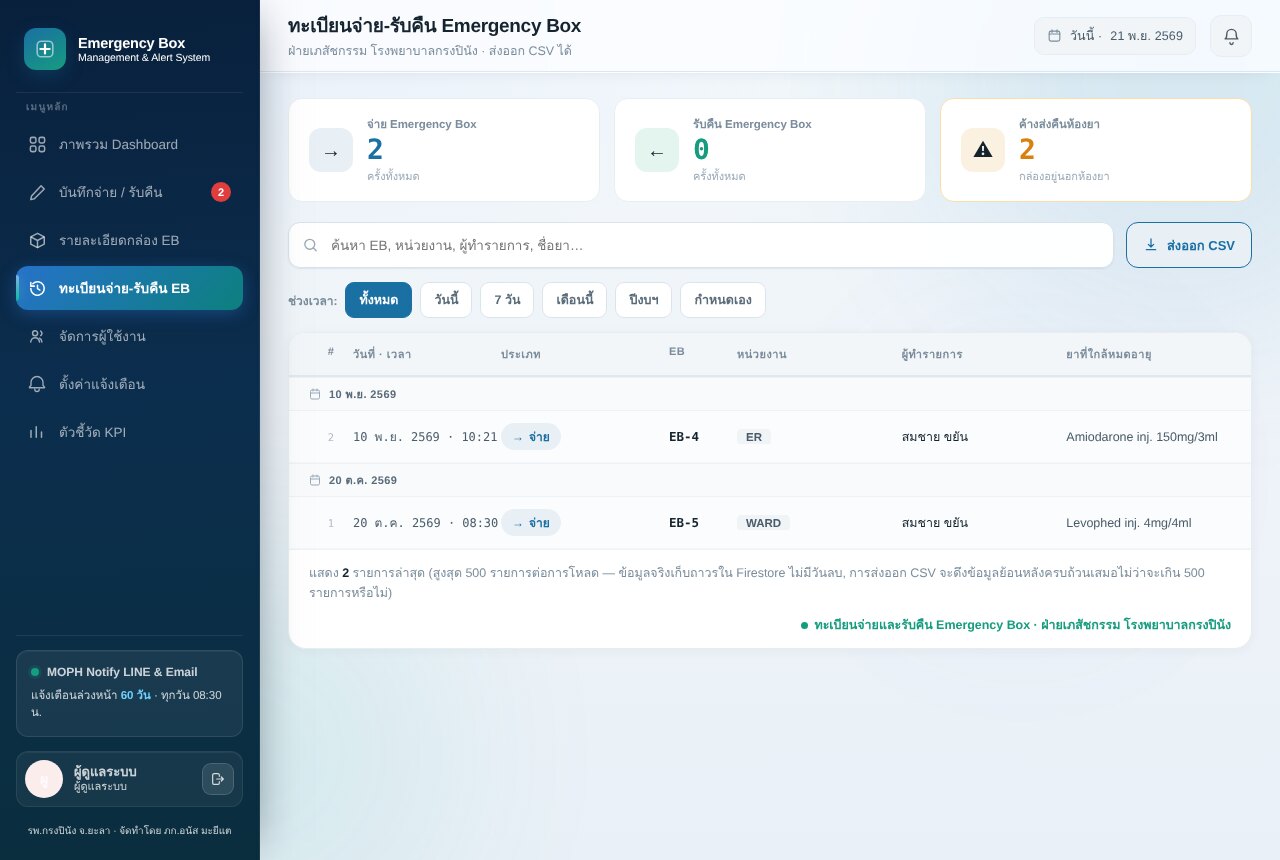 Emergency Box
Management & Alert System
เมนูหลัก
ภาพรวม Dashboard
บันทึกจ่าย / รับคืน 2
รายละเอียดกล่อง EB
ทะเบียนจ่าย-รับคืน EB
จัดการผู้ใช้งาน
ตั้งค่าแจ้งเตือน
ตัวชี้วัด KPI
MOPH Notify LINE & Email
แจ้งเตือนล่วงหน้า 60 วัน · ทุกวัน 08:30
น.
ผู้ดูแลระบบ
ผู้ดูแลระบบ
รพ.กรงปินัง จ.ยะลา · จัดทำโดย ภก.อนัส มะยีแต
ทะเบียนจ่าย-รับคืน Emergency Box
ฝ่ายเภสัชกรรม โรงพยาบาลกรงปินัง · ส่งออก CSV ได้
วันนี้ · 21 พ.ย. 2569
จ่าย Emergency Box
→ 2
ครั้งทั้งหมด
รับคืน Emergency Box
← 0
ครั้งทั้งหมด
ค้างส่งคืนห้องยา
2
กล่องอยู่นอกห้องยา
ค้นหา EB, หน่วยงาน, ผู้ทำรายการ, ชื่อยา…
ส่งออก CSV
ช่วงเวลา: ทั้งหมด วันนี้ 7 วัน เดือนนี้ ปีงบฯ กำหนดเอง
# วันที่ · เวลา ประเภท EB หน่วยงาน ผู้ทำรายการ ยาที่ใกล้หมดอายุ
10 พ.ย. 2569
2 10 พ.ย. 2569 · 10:21 → จ่าย EB-4 ER สมชาย ขยัน Amiodarone inj. 150mg/3ml
20 ต.ค. 2569
1 20 ต.ค. 2569 · 08:30 → จ่าย EB-5 WARD สมชาย ขยัน Levophed inj. 4mg/4ml
แสดง 2 รายการล่าสุด (สูงสุด 500 รายการต่อการโหลด — ข้อมูลจริงเก็บถาวรใน Firestore ไม่มีวันลบ, การส่งออก CSV จะดึงข้อมูลย้อนหลังครบถ้วนเสมอไม่ว่าจะเกิน 500
รายการหรือไม่)
ทะเบียนจ่ายและรับคืน Emergency Box · ฝ่ายเภสัชกรรม โรงพยาบาลกรงปินัง